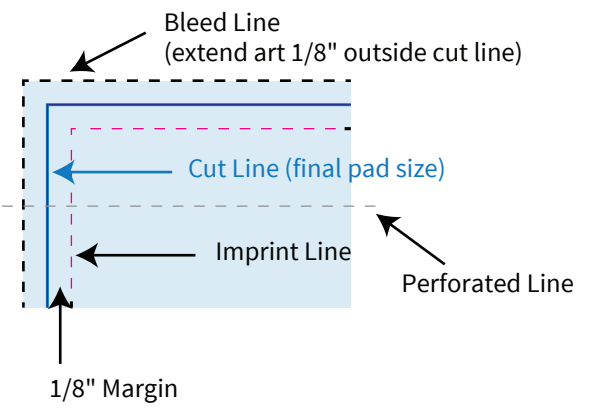 Bleed Line
(extend art 1/8" outside cut line)
Cut Line (final pad size)
Imprint Line
Perforated Line
1/8" Margin